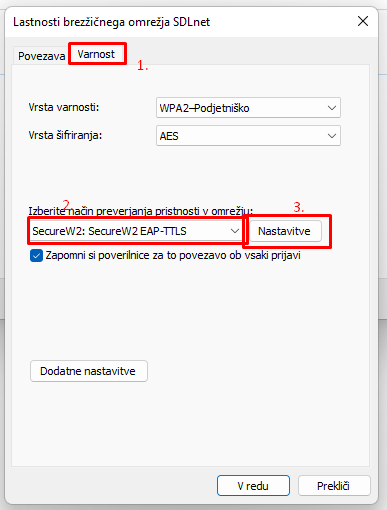 Lastnosti brezžičnega omrežja SDLnet
Povezava Varnost
1.
Vrsta varnosti: WPA2–Podjetniško
Vrsta šifriranja: AES
2. 3.
Izberite način preverjanja pristnosti v omrežju:
SecureW2: SecureW2 EAP-TTLS Nastavitve
Zapomni si poverilnice za to povezavo ob vsaki prijavi
Dodatne nastavitve
V redu Prekliči